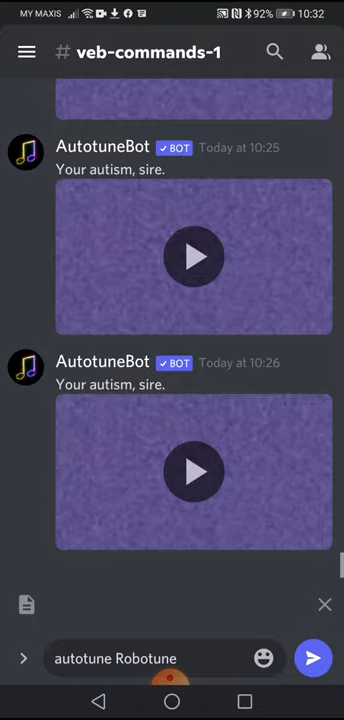 MY MAXIS 92% 10:32
# veb-commands-1
AutotuneBot ✓ BOT Today at 10:25
Your autism, sire.
AutotuneBot ✓ BOT Today at 10:26
Your autism, sire.
autotune Robotune